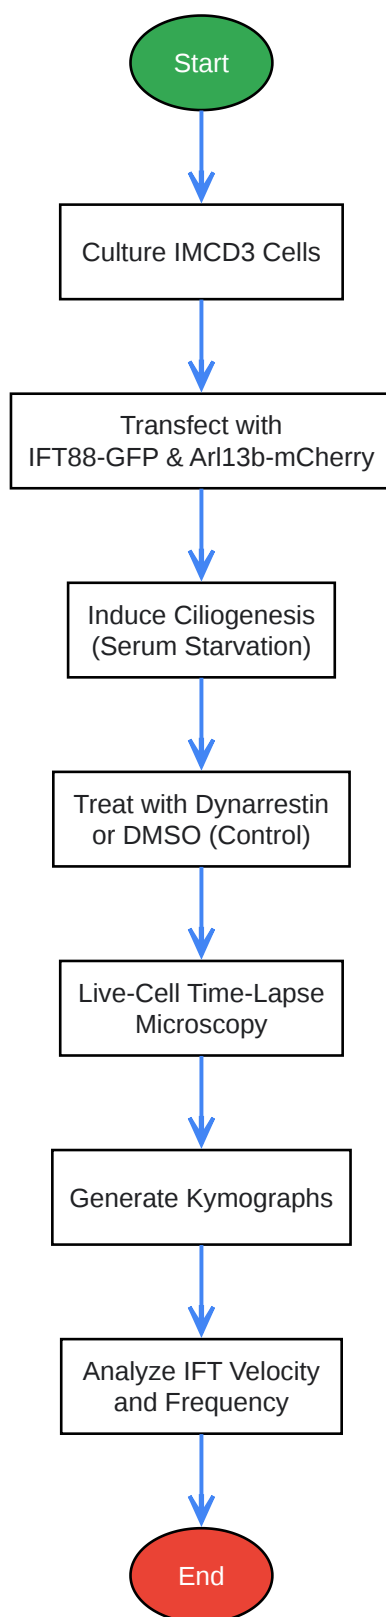 Start
Culture IMCD3 Cells
Transfect with
IFT88-GFP & Arl13b-mCherry
Induce Ciliogenesis
(Serum Starvation)
Treat with Dynarrestin
or DMSO (Control)
Live-Cell Time-Lapse
Microscopy
Generate Kymographs
Analyze IFT Velocity
and Frequency
End